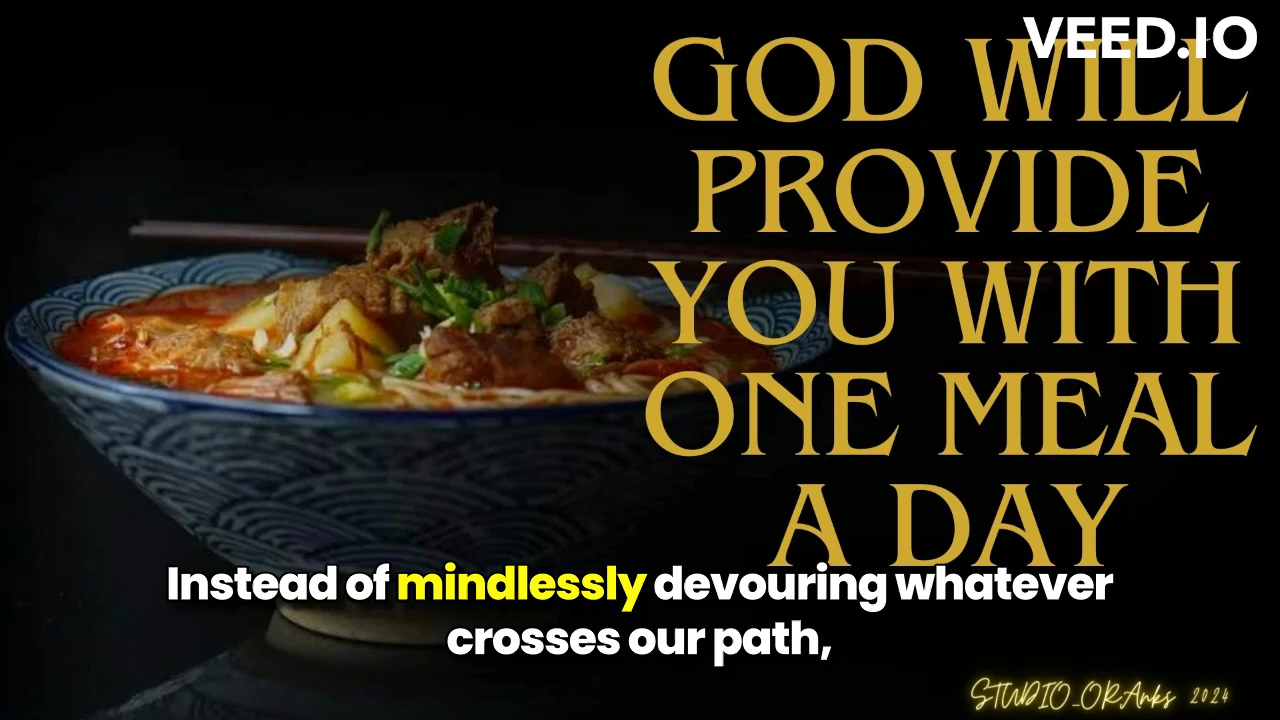 VEED.IO
GOD WILL
PROVIDE
YOU WITH
ONE MEAL
A DAY
Instead of mindlessly devouring whatever
crosses our path,
STUDIO_ORAnks 2024